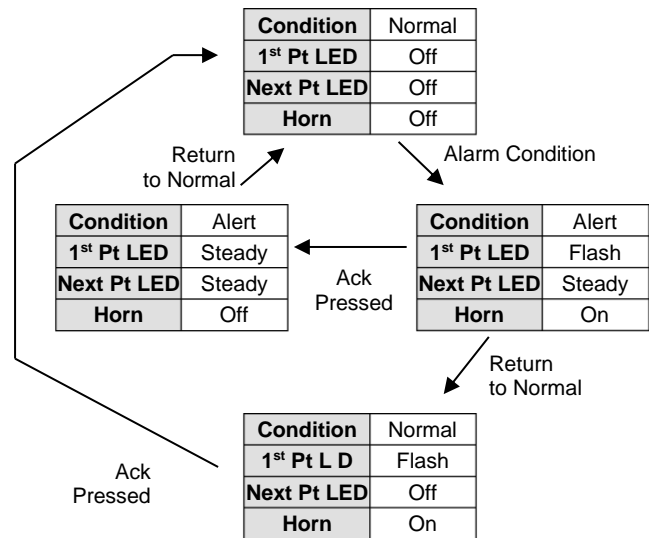 Condition Normal
1st Pt LED Off
Next Pt LED Off
Horn Off
Return
to Normal
Alarm Condition
Condition Alert
1st Pt LED Steady
Next Pt LED Steady
Horn Off
Ack
Pressed
Condition Alert
1st Pt LED Flash
Next Pt LED Steady
Horn On
Return
to Normal
Ack
Pressed
Condition Normal
1st Pt L D Flash
Next Pt LED Off
Horn On